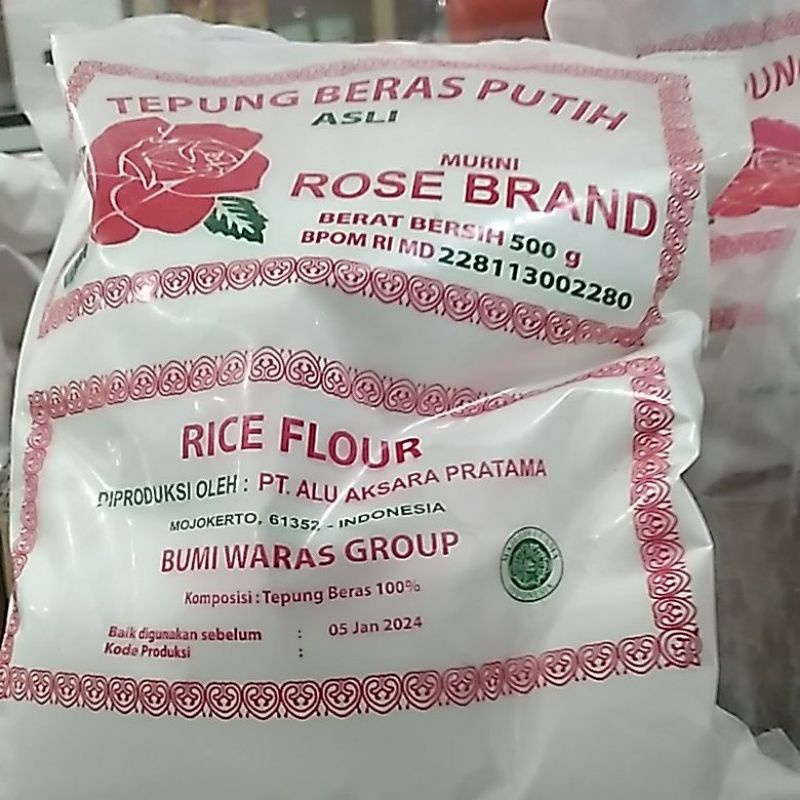 TEPUNG BERAS PUTIH
ASLI
MURNI
ROSE BRAND
BERAT BERSIH 500 g
BPOM RI MD 228113002280
RICE FLOUR
DIPRODUKSI OLEH : PT. ALU AKSARA PRATAMA
MOJOKERTO, 61352 - INDONESIA
BUMI WARAS GROUP
Komposisi : Tepung Beras 100%
Baik digunakan sebelum : 05 Jan 2024
Kode Produksi :